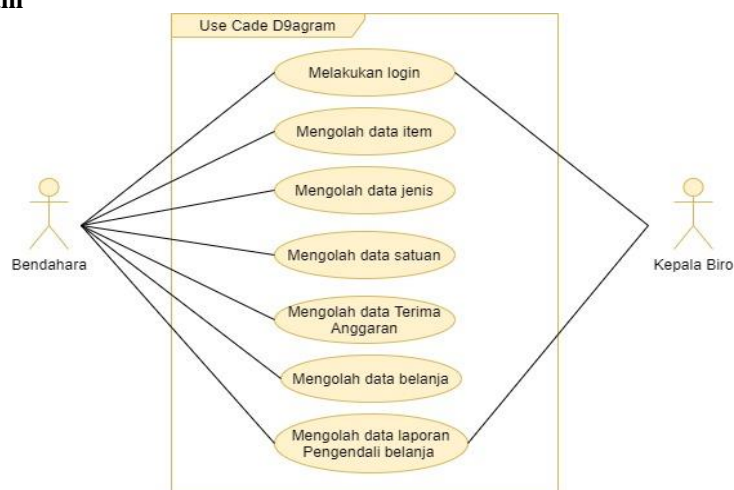 Use Cade D9agram
Melakukan login
Mengolah data item
Mengolah data jenis
Bendahara
Mengolah data satuan
Kepala Biro
Mengolah data Terima
Anggaran
Mengolah data belanja
Mengolah data laporan
Pengendali belanja